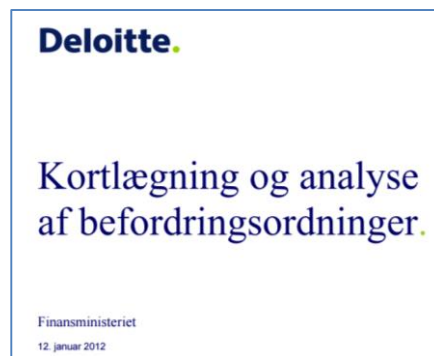 Deloitte.
Kortlægning og analyse
af befordringsordninger.
Finansministeriet
12. januar 2012